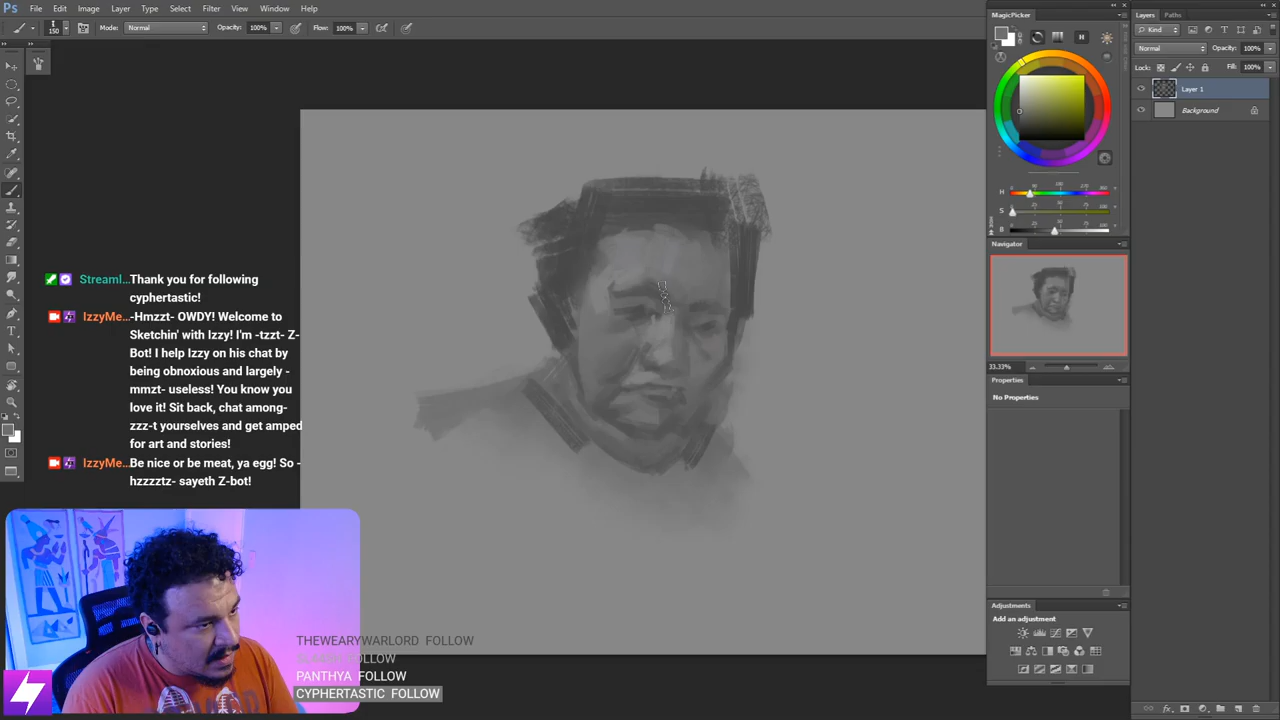 Ps File Edit Image Layer Type Select Filter View Window Help
150 Mode: Normal Opacity: 100% Flow: 100%
MagicPicker
H
H
S
B
Navigator
33.33%
Properties
No Properties
Adjustments
Add an adjustment
Layers Paths
Kind
Normal Opacity: 100%
Lock: Fill: 100%
Layer 1
Background
Streaml... Thank you for following
cyphertastic!
IzzyMe... -Hmzzt- OWDY! Welcome to
Sketchin' with Izzy! I'm -tzzt- Z-
Bot! I help Izzy on his chat by
being obnoxious and largely -
mmzt- useless! You know you
love it! Sit back, chat among-
zzz-t yourselves and get amped
for art and stories!
IzzyMe... Be nice or be meat, ya egg! So -
hzzzztz- sayeth Z-bot!
THEWEARYWARLORD FOLLOW
FOLLOW
PANTHYA FOLLOW
CYPHERTASTIC FOLLOW